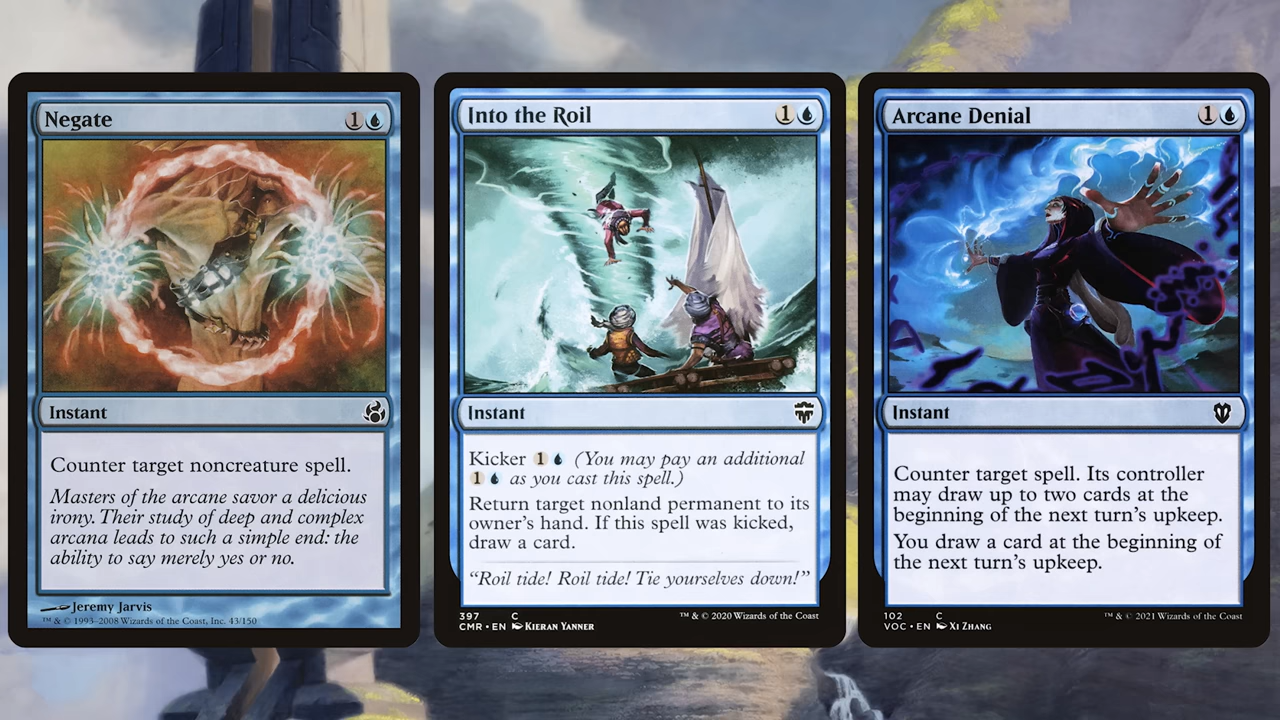 Negate
1
Instant
Counter target noncreature spell.
Masters of the arcane savor a delicious
irony. Their study of deep and complex
arcana leads to such a simple end: the
ability to say merely yes or no.
Jeremy Jarvis
™ & © 1993–2008 Wizards of the Coast, Inc. 43/150
Into the Roil
1
Instant
Kicker 1 (You may pay an additional
1 as you cast this spell.)
Return target nonland permanent to its
owner's hand. If this spell was kicked,
draw a card.
“Roil tide! Roil tide! Tie yourselves down!”
397 C
CMR • EN Kieran Yanner
™ & © 2020 Wizards of the Coast
Arcane Denial
1
Instant
Counter target spell. Its controller
may draw up to two cards at the
beginning of the next turn's upkeep.
You draw a card at the beginning of
the next turn's upkeep.
102 C
VOC • EN Xi Zhang
™ & © 2021 Wizards of the Coast